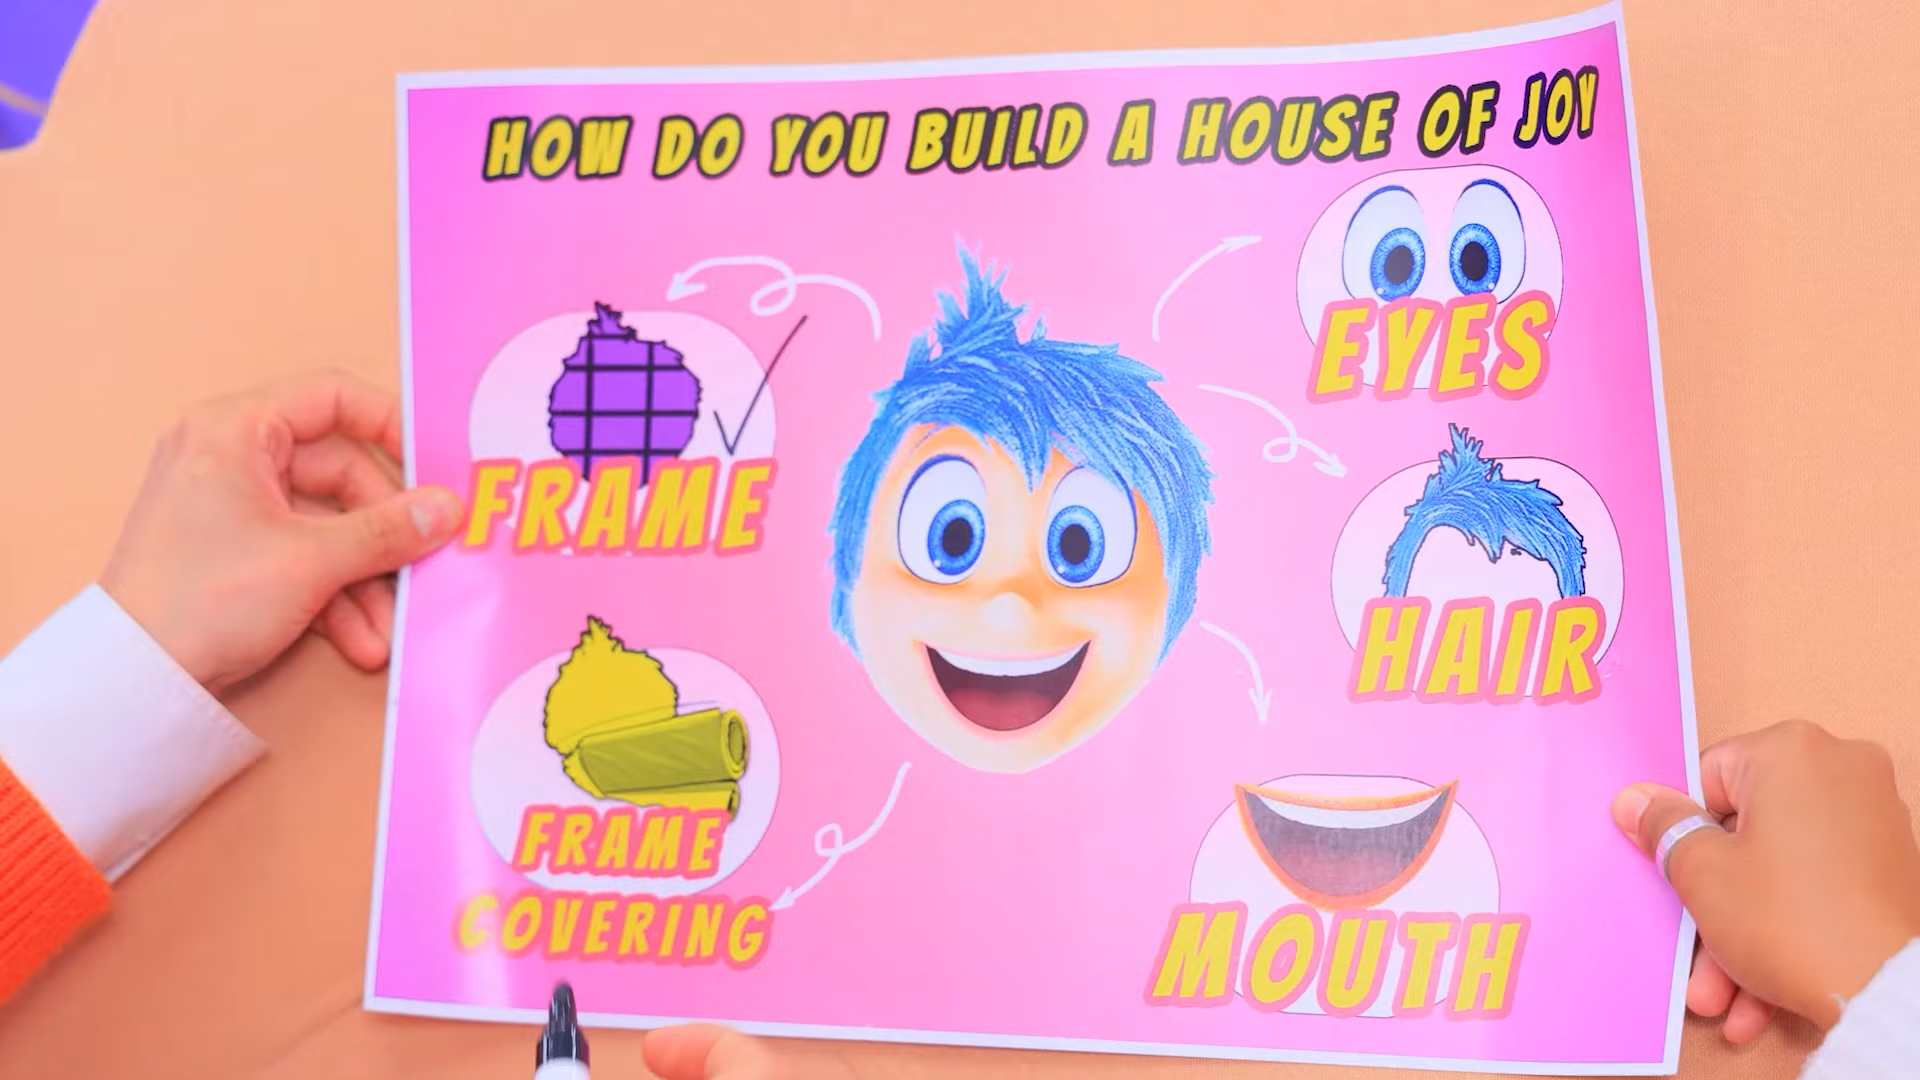 HOW DO YOU BUILD A HOUSE OF JOY
EYES
FRAME
HAIR
FRAME
COVERING
MOUTH